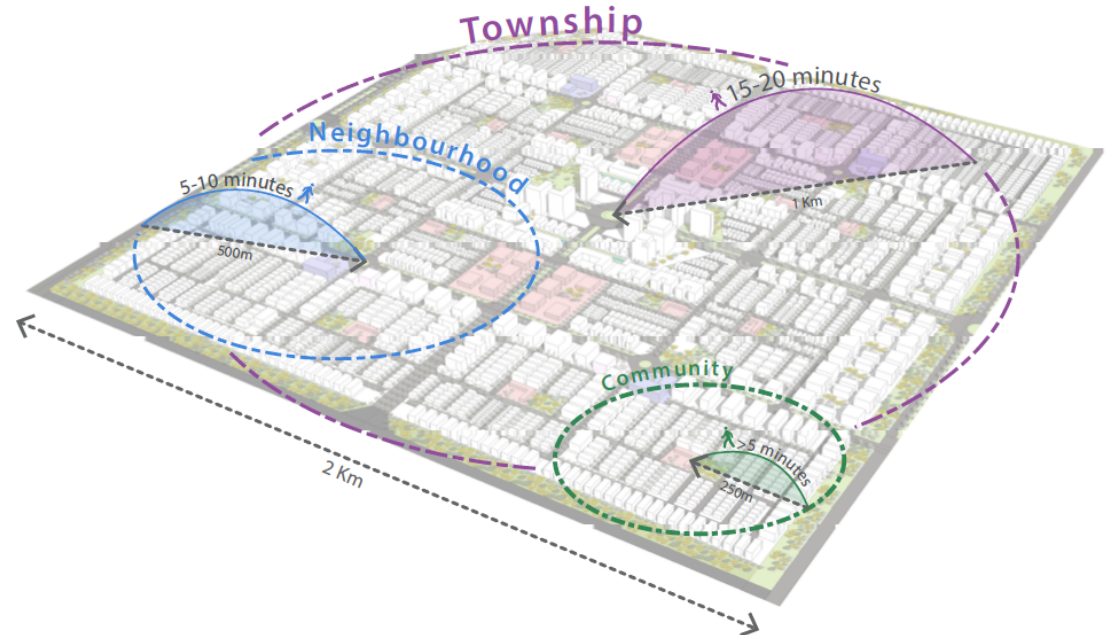 Township
15-20 minutes
Neighbourhood
5-10 minutes
1 Km
500m
Community
>5 minutes
250m
2 Km